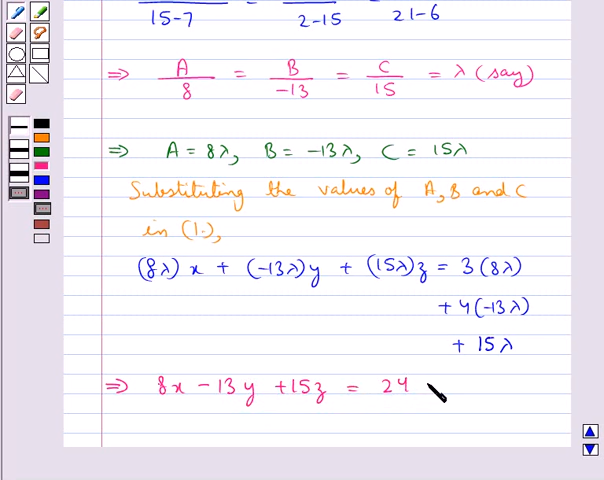 15-7 2-15 21-6
⇒ A/8 = B/-13 = C/15 = λ (say)
⇒ A = 8λ, B = -13λ, C = 15λ
Substituting the values of A, B and C
in (1.),
(8λ) x + (-13λ) y + (15λ) z = 3 (8λ)
+ 4 (-13λ)
+ 15 λ
⇒ 8x - 13y + 15z = 24